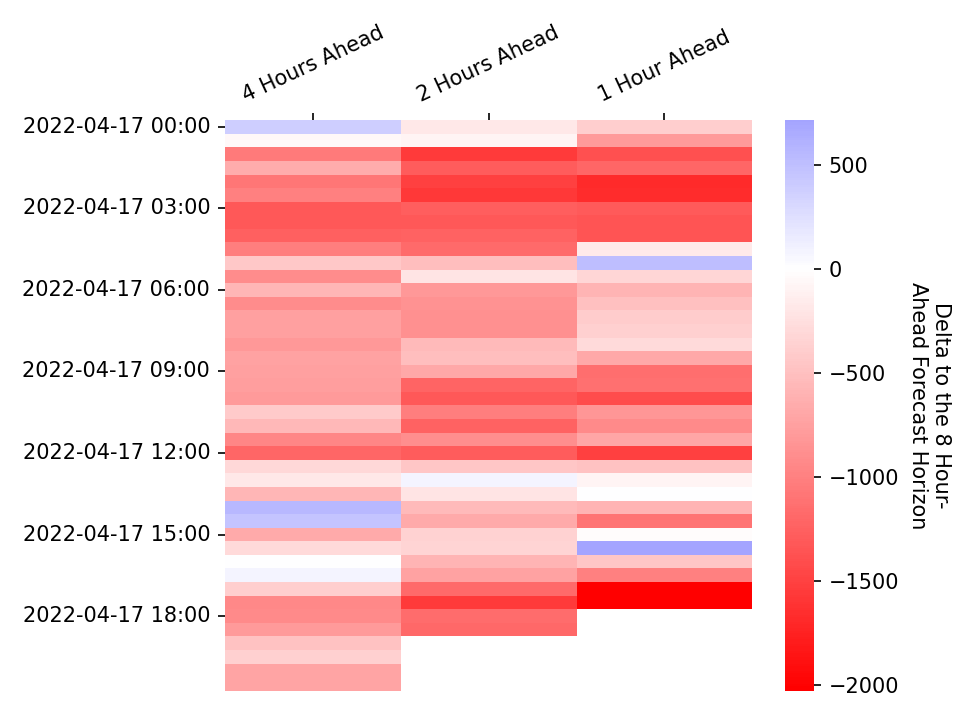 4 Hours Ahead
2 Hours Ahead
1 Hour Ahead
2022-04-17 00:00
2022-04-17 03:00
2022-04-17 06:00
2022-04-17 09:00
2022-04-17 12:00
2022-04-17 15:00
2022-04-17 18:00
500
0
−500
−1000
−1500
−2000
Delta to the 8 Hour-
Ahead Forecast Horizon